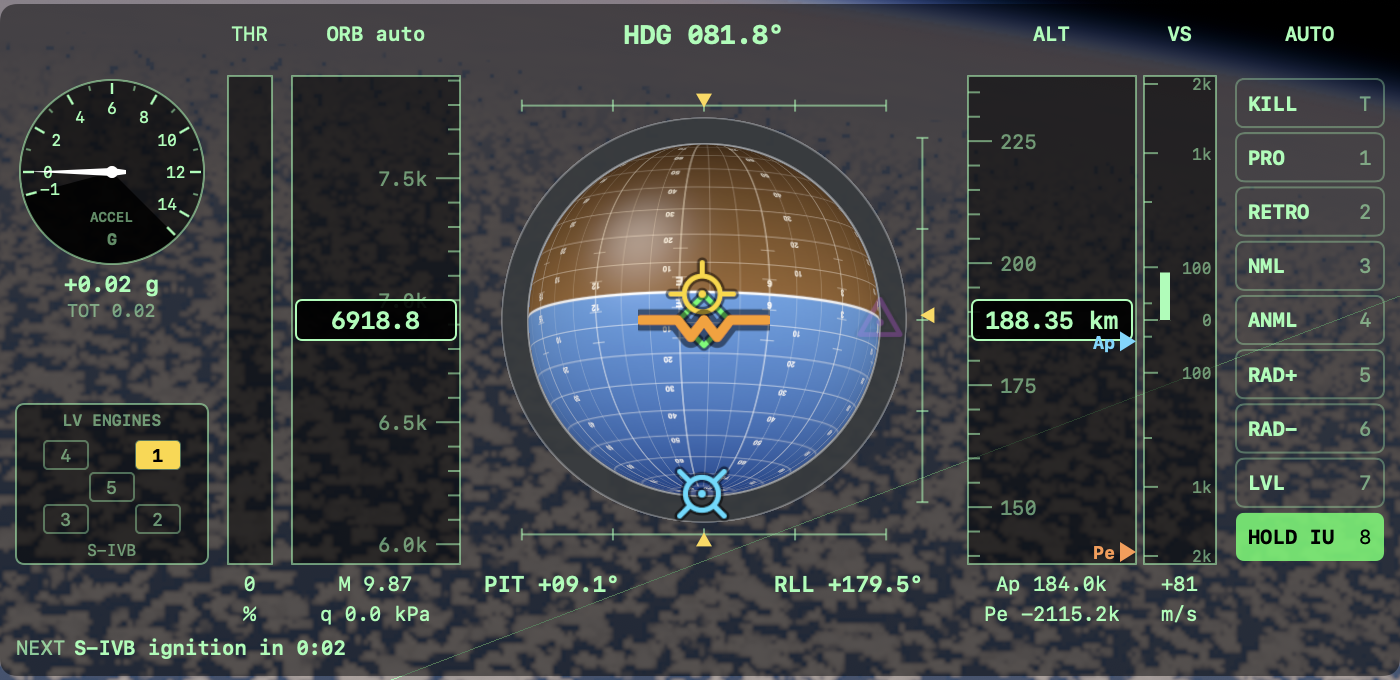 THR ORB auto HDG 081.8° ALT VS AUTO
2k
KILL T
6
4 8
2 10
0 12
−1 14
ACCEL
G
+0.02 g
TOT 0.02
7.5k
6918.8
6.5k
6.0k
225
200
188.35 km
Ap
175
150
Pe
1k
100
0
100
1k
2k
PRO 1
RETRO 2
NML 3
ANML 4
RAD+ 5
RAD− 6
LVL 7
HOLD IU 8
LV ENGINES
4 1
5
3 2
S−IVB
0 M 9.87 PIT +09.1° RLL +179.5° Ap 184.0k +81
% q 0.0 kPa Pe −2115.2k m/s
NEXT S−IVB ignition in 0:02